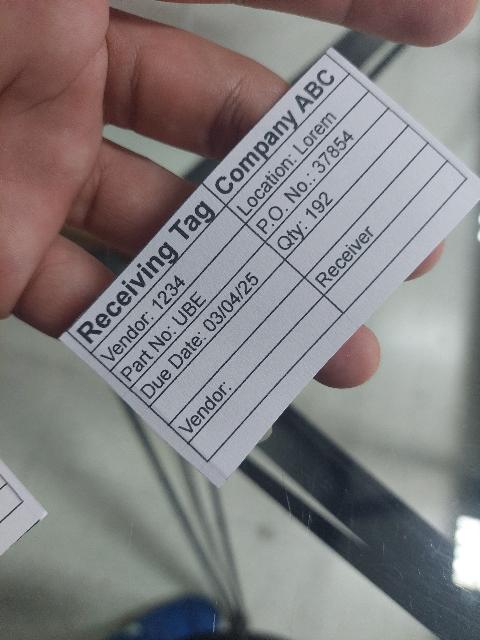 Receiving Tag Company ABC
Vendor: 1234 Location: Lorem
Part No: UBE P.O. No.: 37854
Due Date: 03/04/25 Qty: 192
Vendor: Receiver